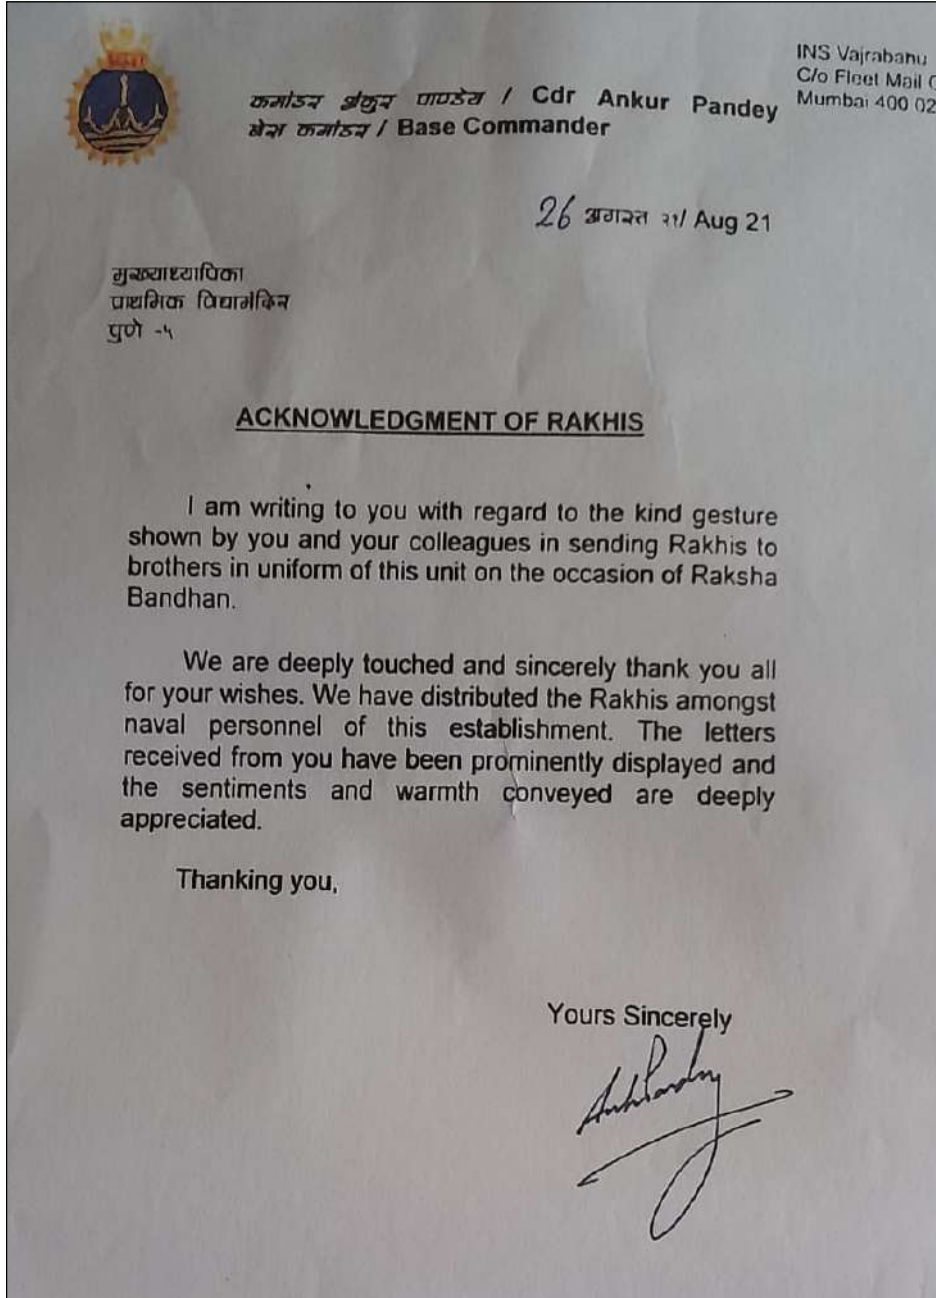 INS Vajrabahu
C/o Fleet Mail
Mumbai 400 02
कमांडर अंकुर पाण्डेय / Cdr Ankur Pandey
बेस कमांडर / Base Commander
26 अगस्त २१/ Aug 21
मुख्याध्यापिका
प्राथमिक विद्यामंदिर
पुणे -५
ACKNOWLEDGMENT OF RAKHIS
I am writing to you with regard to the kind gesture
shown by you and your colleagues in sending Rakhis to
brothers in uniform of this unit on the occasion of Raksha
Bandhan.
We are deeply touched and sincerely thank you all
for your wishes. We have distributed the Rakhis amongst
naval personnel of this establishment. The letters
received from you have been prominently displayed and
the sentiments and warmth conveyed are deeply
appreciated.
Thanking you,
Yours Sincerely